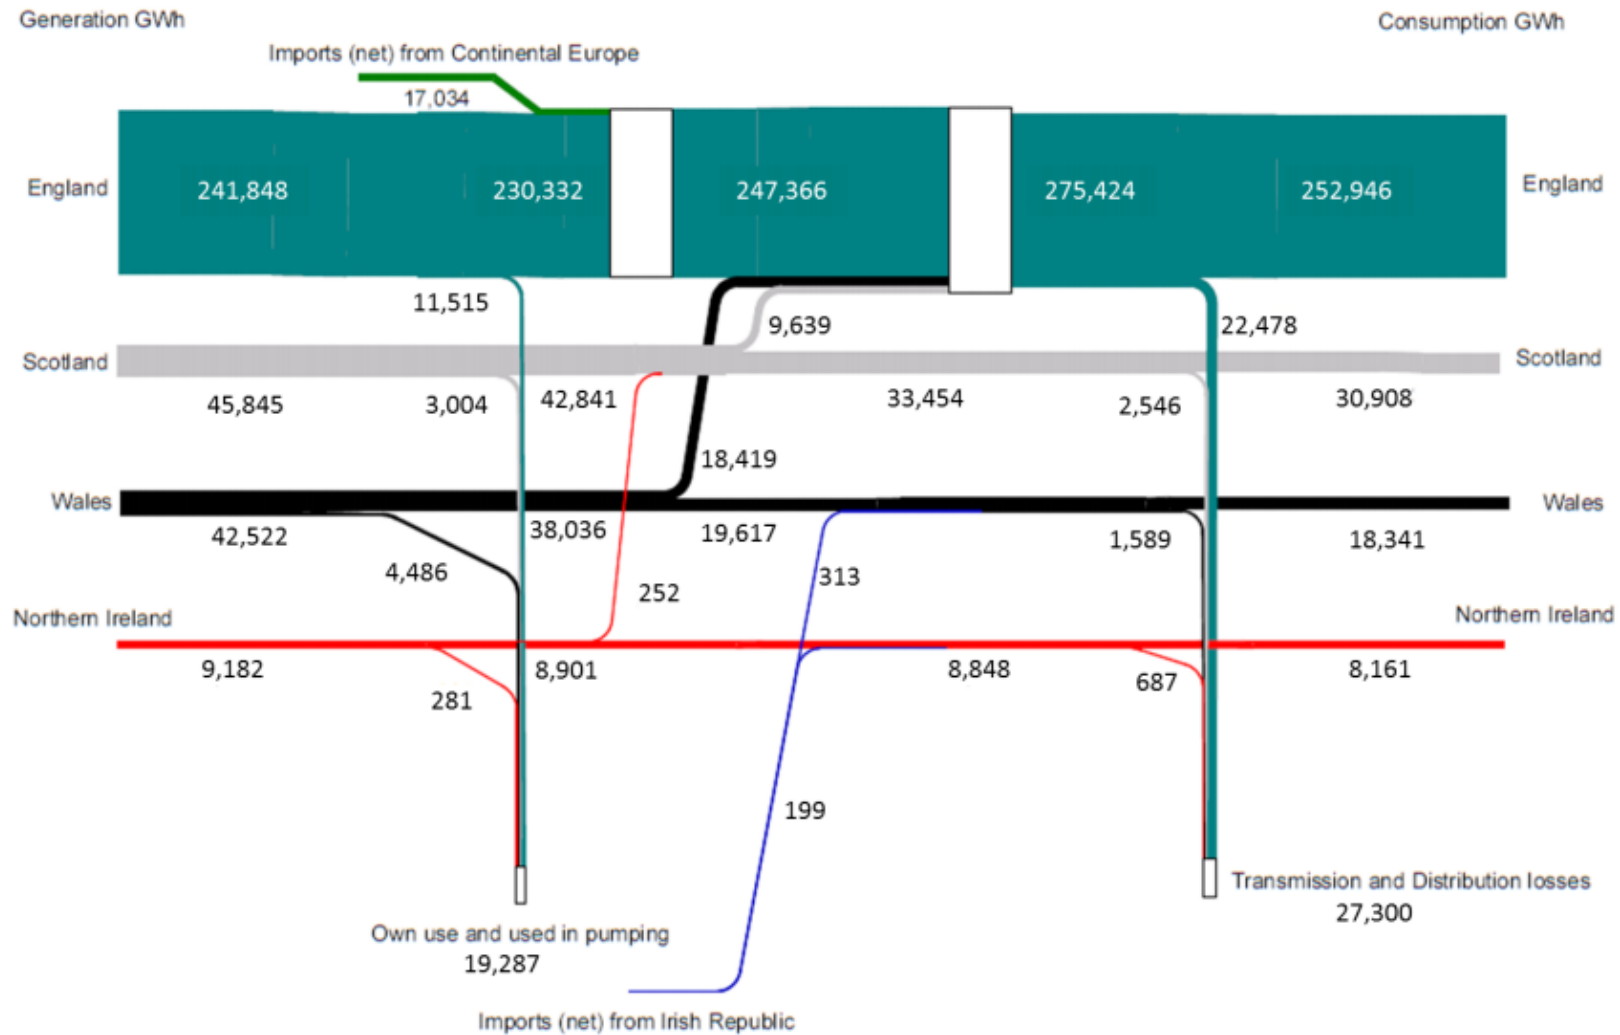 Generation GWh
Consumption GWh
Imports (net) from Continental Europe
17,034
England
241,848
230,332
247,366
275,424
252,946
England
11,515
9,639
22,478
Scotland
Scotland
45,845
3,004
42,841
33,454
2,546
30,908
18,419
Wales
Wales
42,522
38,036
19,617
1,589
18,341
4,486
313
252
Northern Ireland
Northern Ireland
9,182
8,901
8,848
687
8,161
281
199
Transmission and Distribution losses
27,300
Own use and used in pumping
19,287
Imports (net) from Irish Republic